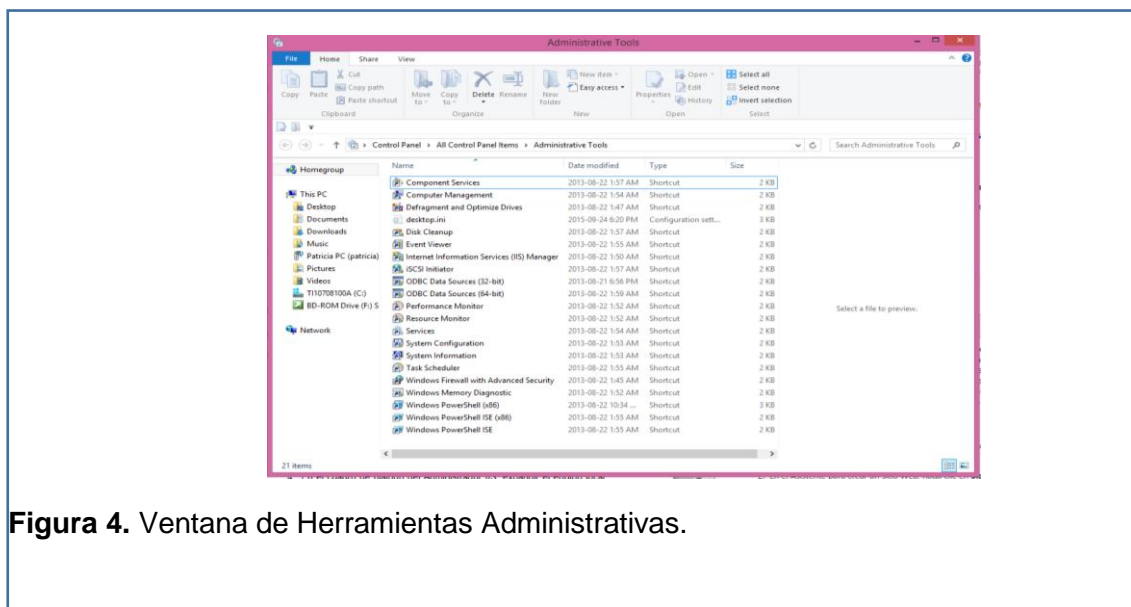 Administrative Tools
File Home Share View
Copy Paste Cut Copy path Paste shortcut Move to Copy to Delete Rename New folder New item Easy access Properties Open Edit History Select all Select none Invert selection
Clipboard Organize New Open Select
Control Panel All Control Panel Items Administrative Tools Search Administrative Tools
Name Date modified Type Size
Homegroup
This PC
Desktop
Documents
Downloads
Music
Patricia PC (patricia)
Pictures
Videos
TI10708100A (C:)
BD-ROM Drive (F:) S
Network
Component Services 2013-08-22 1:57 AM Shortcut 2 KB
Computer Management 2013-08-22 1:54 AM Shortcut 2 KB
Defragment and Optimize Drives 2013-08-22 1:47 AM Shortcut 2 KB
desktop.ini 2015-09-24 6:20 PM Configuration sett... 3 KB
Disk Cleanup 2013-08-22 1:57 AM Shortcut 2 KB
Event Viewer 2013-08-22 1:55 AM Shortcut 2 KB
Internet Information Services (IIS) Manager 2013-08-22 1:50 AM Shortcut 2 KB
iSCSI Initiator 2013-08-22 1:57 AM Shortcut 2 KB
ODBC Data Sources (32-bit) 2013-08-21 6:56 PM Shortcut 2 KB
ODBC Data Sources (64-bit) 2013-08-22 1:59 AM Shortcut 2 KB
Performance Monitor 2013-08-22 1:52 AM Shortcut 2 KB
Resource Monitor 2013-08-22 1:52 AM Shortcut 2 KB
Services 2013-08-22 1:54 AM Shortcut 2 KB
System Configuration 2013-08-22 1:53 AM Shortcut 2 KB
System Information 2013-08-22 1:53 AM Shortcut 2 KB
Task Scheduler 2013-08-22 1:55 AM Shortcut 2 KB
Windows Firewall with Advanced Security 2013-08-22 1:45 AM Shortcut 2 KB
Windows Memory Diagnostic 2013-08-22 1:52 AM Shortcut 2 KB
Windows PowerShell (x86) 2013-08-22 10:34 ... Shortcut 3 KB
Windows PowerShell ISE (x86) 2013-08-22 1:55 AM Shortcut 2 KB
Windows PowerShell ISE 2013-08-22 1:55 AM Shortcut 2 KB
Select a file to preview.
21 items
Figura 4. Ventana de Herramientas Administrativas.